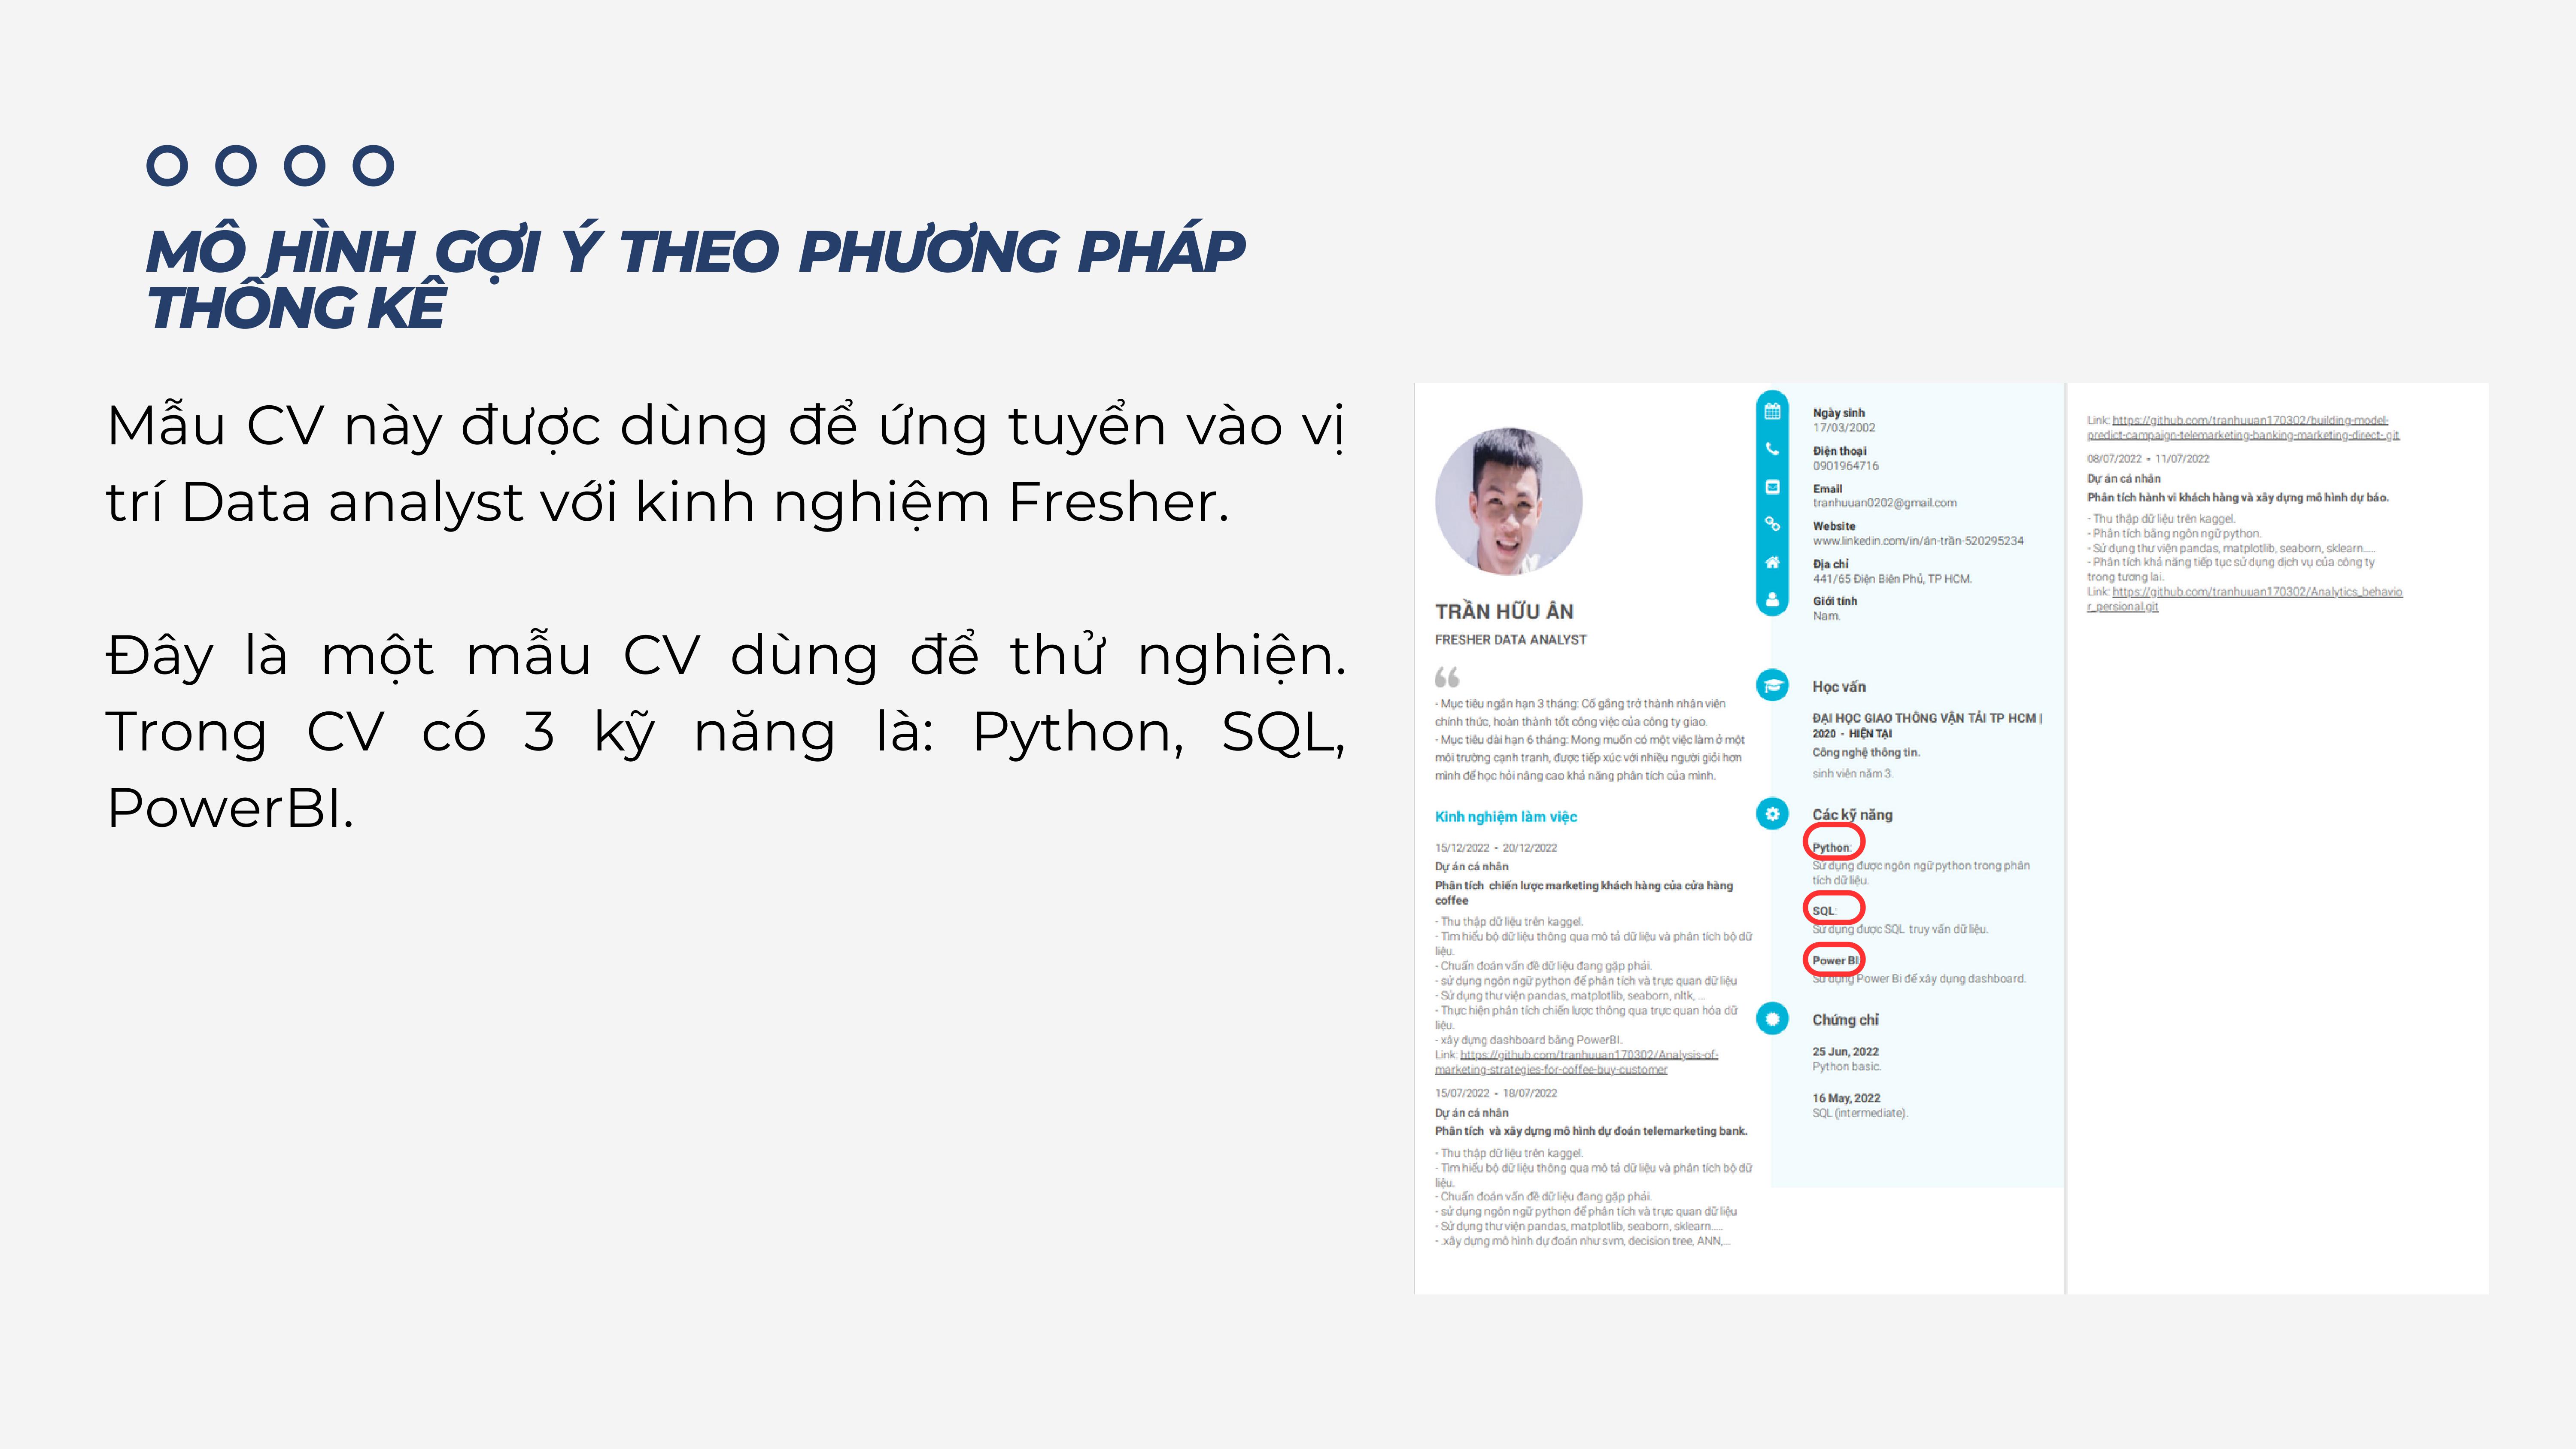 MÔ HÌNH GỢI Ý THEO PHƯƠNG PHÁP
THỐNG KÊ
Mẫu CV này được dùng để ứng tuyển vào vị
trí Data analyst với kinh nghiệm Fresher.
Đây là một mẫu CV dùng để thử nghiện.
Trong CV có 3 kỹ năng là: Python, SQL,
PowerBI.
TRẦN HỮU ÂN
FRESHER DATA ANALYST
- Mục tiêu ngắn hạn 3 tháng: Cố gắng trở thành nhân viên
chính thức, hoàn thành tốt công việc của công ty giao.
- Mục tiêu dài hạn 6 tháng: Mong muốn có một việc làm ở một
môi trường cạnh tranh, được tiếp xúc với nhiều người giỏi hơn
mình để học hỏi nâng cao khả năng phân tích của mình.
Kinh nghiệm làm việc
15/12/2022 - 20/12/2022
Dự án cá nhân
Phân tích chiến lược marketing khách hàng của cửa hàng
coffee
- Thu thập dữ liệu trên kaggel.
- Tìm hiểu bộ dữ liệu thông qua mô tả dữ liệu và phân tích bộ dữ
liệu.
- Chuẩn đoán vấn đề dữ liệu đang gặp phải.
- sử dụng ngôn ngữ python để phân tích và trực quan dữ liệu
- Sử dụng thư viện pandas, matplotlib, seaborn, nltk, ...
- Thực hiện phân tích chiến lược thông qua trực quan hóa dữ
liệu.
- xây dựng dashboard bằng PowerBI.
Link: https://github.com/tranhuuan170302/Analysis-of-
marketing-strategies-for-coffee-buy-customer
15/07/2022 - 18/07/2022
Dự án cá nhân
Phân tích và xây dựng mô hình dự đoán telemarketing bank.
- Thu thập dữ liệu trên kaggel.
- Tìm hiểu bộ dữ liệu thông qua mô tả dữ liệu và phân tích bộ dữ
liệu.
- Chuẩn đoán vấn đề dữ liệu đang gặp phải.
- sử dụng ngôn ngữ python để phân tích và trực quan dữ liệu
- Sử dụng thư viện pandas, matplotlib, seaborn, sklearn.....
- .xây dựng mô hình dự đoán như svm, decision tree, ANN,...
Ngày sinh
17/03/2002
Điện thoại
0901964716
Email
tranhuuan0202@gmail.com
Website
www.linkedin.com/in/ân-trần-520295234
Địa chỉ
441/65 Điện Biên Phủ, TP HCM.
Giới tính
Nam.
Học vấn
ĐẠI HỌC GIAO THÔNG VẬN TẢI TP HCM |
2020 - HIỆN TẠI
Công nghệ thông tin.
sinh viên năm 3.
Các kỹ năng
Python:
Sử dụng được ngôn ngữ python trong phân
tích dữ liệu.
SQL:
Sử dụng được SQL truy vấn dữ liệu.
Power BI
Sử dụng Power Bi để xây dựng dashboard.
Chứng chỉ
25 Jun, 2022
Python basic.
16 May, 2022
SQL (intermediate).
Link: https://github.com/tranhuuan170302/building-model-
predict-campaign-telemarketing-banking-marketing-direct-.git
08/07/2022 - 11/07/2022
Dự án cá nhân
Phân tích hành vi khách hàng và xây dựng mô hình dự báo.
- Thu thập dữ liệu trên kaggel.
- Phân tích bằng ngôn ngữ python.
- Sử dụng thư viện pandas, matplotlib, seaborn, sklearn.....
- Phân tích khả năng tiếp tục sử dụng dịch vụ của công ty
trong tương lai.
Link: https://github.com/tranhuuan170302/Analytics_behavio
r_persional.git